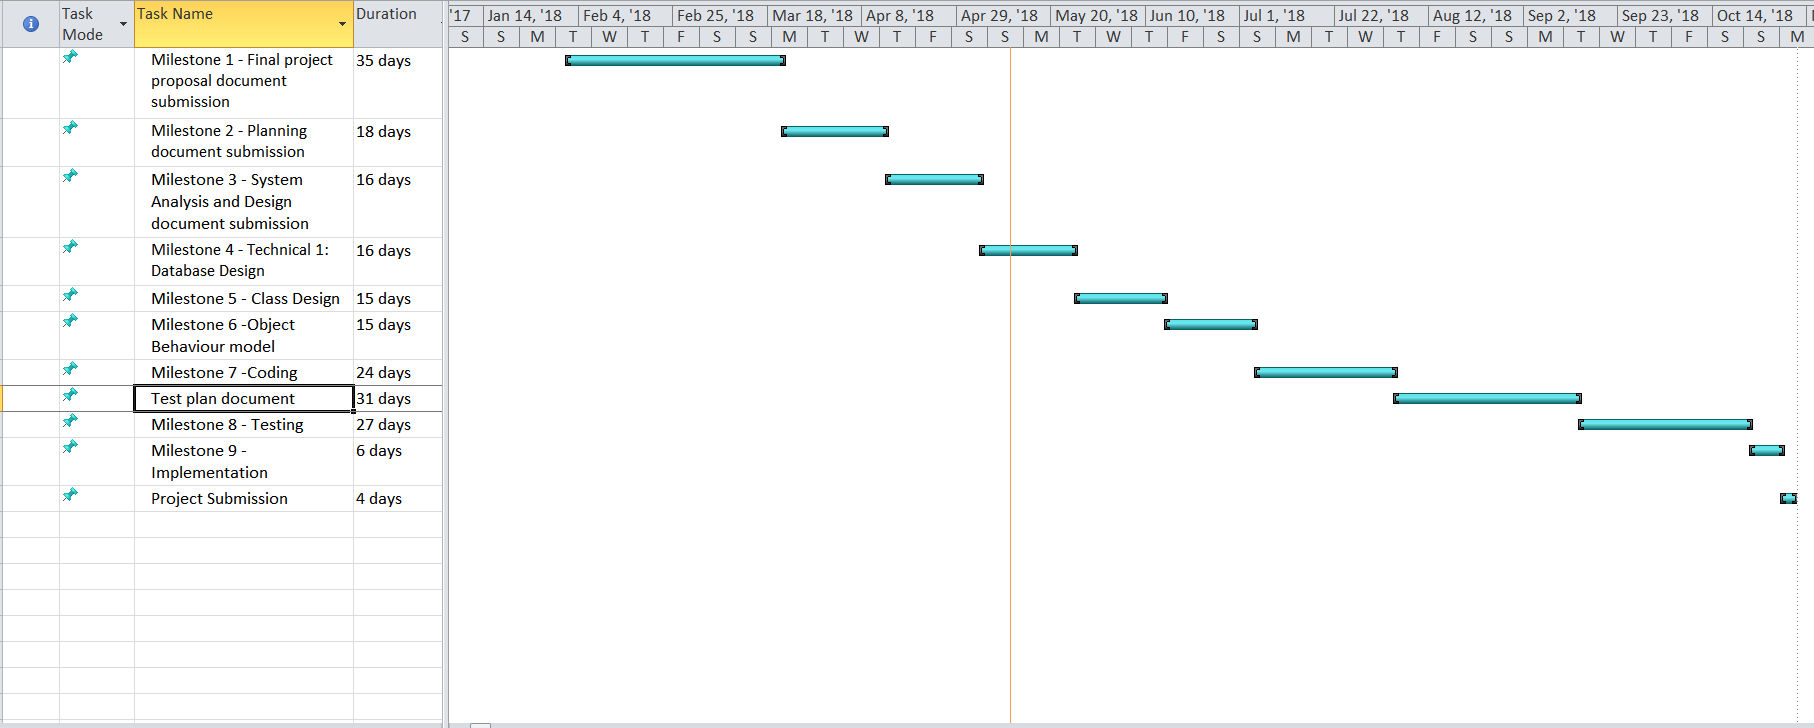 Task Mode
Task Name
Duration
'17
Jan 14, '18
Feb 4, '18
Feb 25, '18
Mar 18, '18
Apr 8, '18
Apr 29, '18
May 20, '18
Jun 10, '18
Jul 1, '18
Jul 22, '18
Aug 12, '18
Sep 2, '18
Sep 23, '18
Oct 14, '18
S S M T W T F S S M T W T F S S M T W T F S S M T W T F S S M T W T F S S M
Milestone 1 - Final project
proposal document
submission
35 days
Milestone 2 - Planning
document submission
18 days
Milestone 3 - System
Analysis and Design
document submission
16 days
Milestone 4 - Technical 1:
Database Design
16 days
Milestone 5 - Class Design
15 days
Milestone 6 -Object
Behaviour model
15 days
Milestone 7 -Coding
24 days
Test plan document
31 days
Milestone 8 - Testing
27 days
Milestone 9 -
Implementation
6 days
Project Submission
4 days